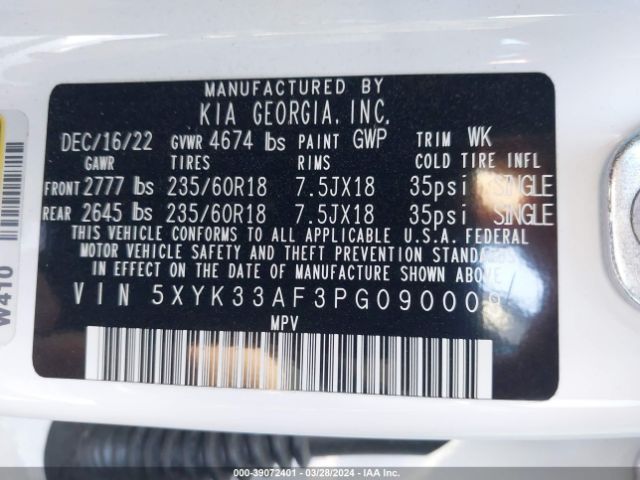 MANUFACTURED BY
KIA GEORGIA, INC.
DEC/16/22 GVWR 4674 lbs PAINT GWP TRIM WK
GAWR TIRES RIMS COLD TIRE INFL
FRONT 2777 lbs 235/60R18 7.5JX18 35psi SINGLE
REAR 2645 lbs 235/60R18 7.5JX18 35psi SINGLE
THIS VEHICLE CONFORMS TO ALL APPLICABLE U.S.A. FEDERAL
MOTOR VEHICLE SAFETY AND THEFT PREVENTION STANDARDS
IN EFFECT ON THE DATE OF MANUFACTURE SHOWN ABOVE
VIN 5XYK33AF3PG090009
MPV
W410
000-39072401 - 03/28/2024 - IAA Inc.